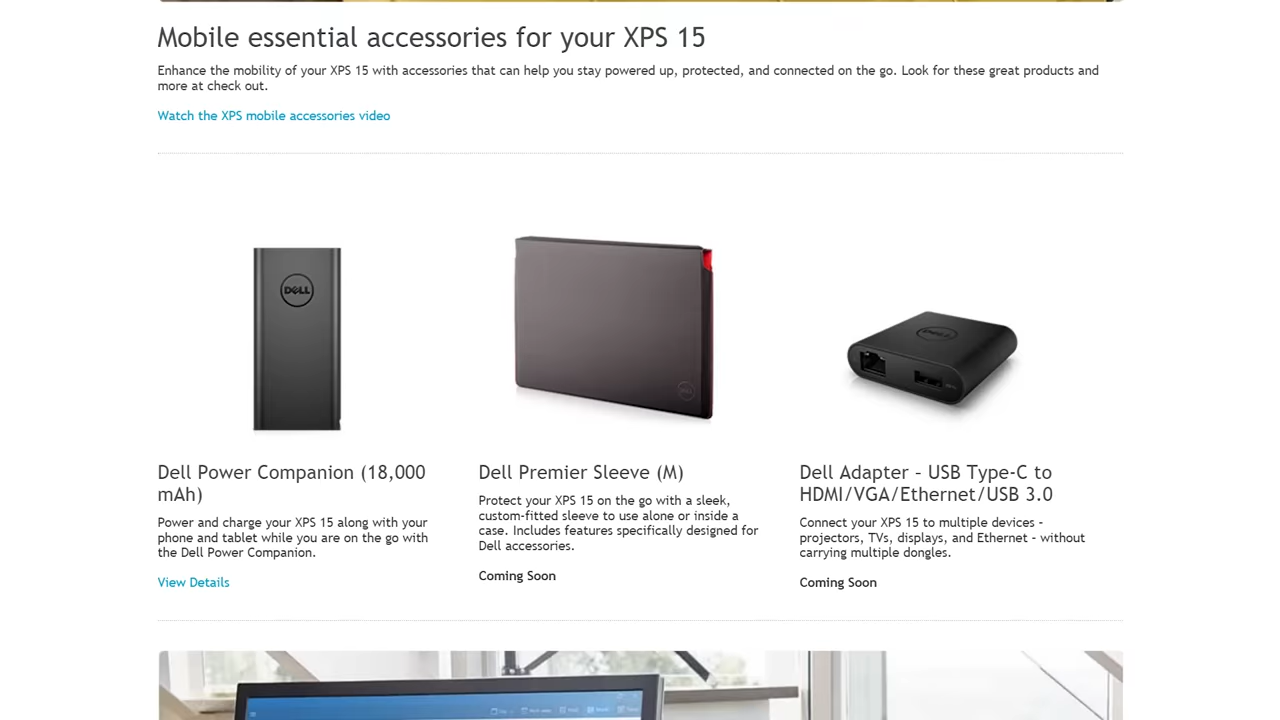 Mobile essential accessories for your XPS 15
Enhance the mobility of your XPS 15 with accessories that can help you stay powered up, protected, and connected on the go. Look for these great products and
more at check out.
Watch the XPS mobile accessories video
DELL
DELL
DELL
Dell Power Companion (18,000
mAh)
Power and charge your XPS 15 along with your
phone and tablet while you are on the go with
the Dell Power Companion.
View Details
Dell Premier Sleeve (M)
Protect your XPS 15 on the go with a sleek,
custom-fitted sleeve to use alone or inside a
case. Includes features specifically designed for
Dell accessories.
Coming Soon
Dell Adapter – USB Type-C to
HDMI/VGA/Ethernet/USB 3.0
Connect your XPS 15 to multiple devices –
projectors, TVs, displays, and Ethernet – without
carrying multiple dongles.
Coming Soon